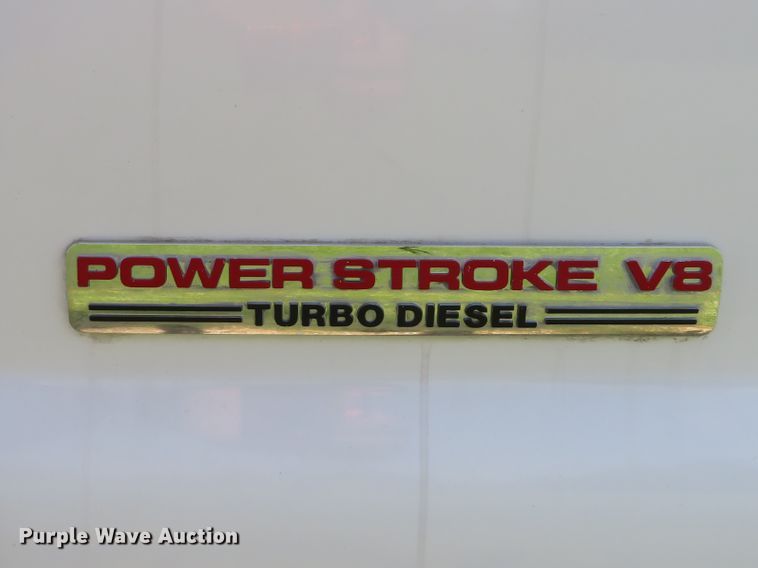 POWER STROKE V8
TURBO DIESEL
Purple Wave Auction